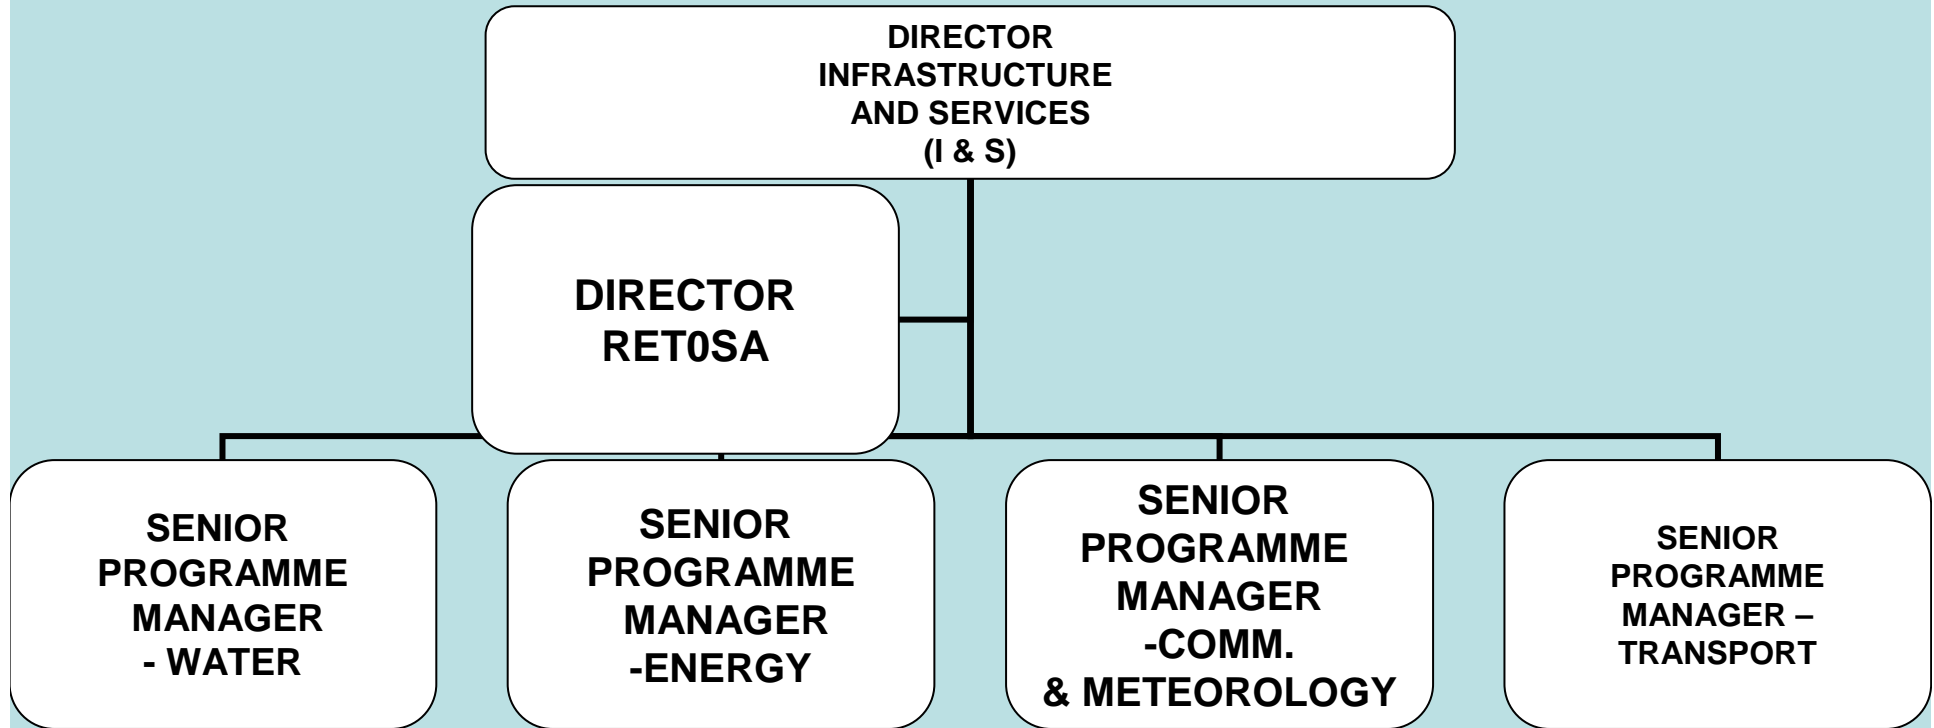 DIRECTOR
INFRASTRUCTURE
AND SERVICES
(I & S)
DIRECTOR
RET0SA
SENIOR
PROGRAMME
MANAGER
- WATER
SENIOR
PROGRAMME
MANAGER
-ENERGY
SENIOR
PROGRAMME
MANAGER
-COMM.
& METEOROLOGY
SENIOR
PROGRAMME
MANAGER –
TRANSPORT